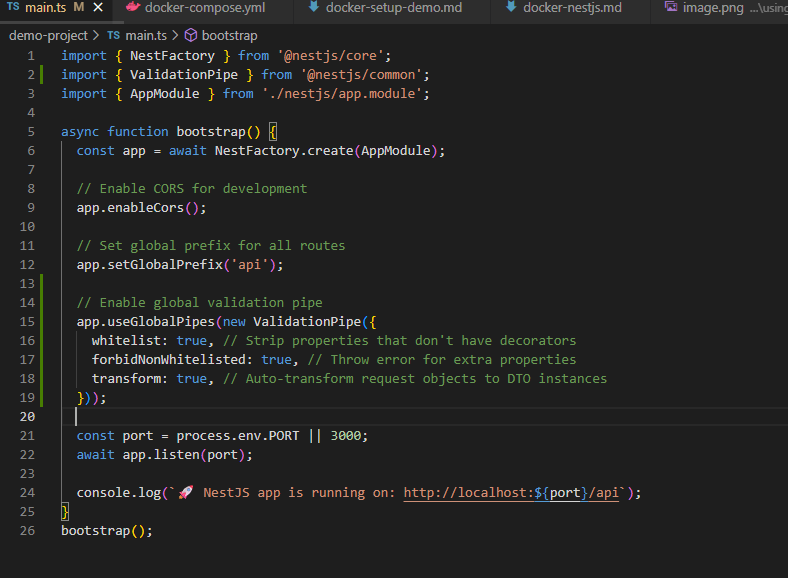 TS main.ts M × docker-compose.yml docker-setup-demo.md docker-nestjs.md image.png ...\using
demo-project > TS main.ts > bootstrap
1 import { NestFactory } from '@nestjs/core';
2 import { ValidationPipe } from '@nestjs/common';
3 import { AppModule } from './nestjs/app.module';
4
5 async function bootstrap() {
6   const app = await NestFactory.create(AppModule);
7
8   // Enable CORS for development
9   app.enableCors();
10
11   // Set global prefix for all routes
12   app.setGlobalPrefix('api');
13
14   // Enable global validation pipe
15   app.useGlobalPipes(new ValidationPipe({
16     whitelist: true, // Strip properties that don't have decorators
17     forbidNonWhitelisted: true, // Throw error for extra properties
18     transform: true, // Auto-transform request objects to DTO instances
19   }));
20
21   const port = process.env.PORT || 3000;
22   await app.listen(port);
23
24   console.log(`🚀 NestJS app is running on: http://localhost:${port}/api`);
25 }
26 bootstrap();